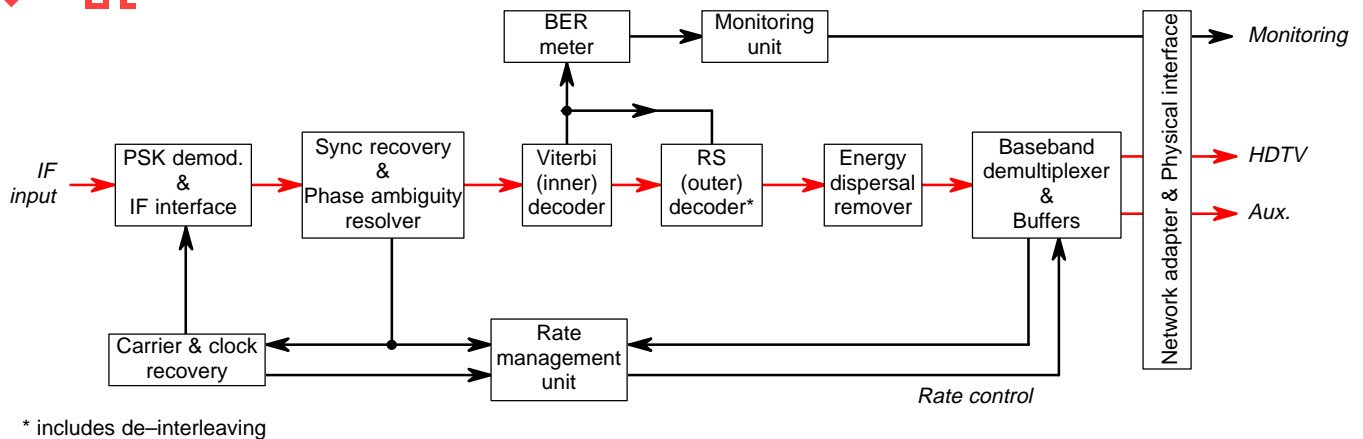 BER
meter
Monitoring
unit
Monitoring
IF
input
PSK demod.
&
IF interface
Sync recovery
&
Phase ambiguity
resolver
Viterbi
(inner)
decoder
RS
(outer)
decoder*
Energy
dispersal
remover
Baseband
demultiplexer
&
Buffers
Network adapter & Physical interface
HDTV
Aux.
Carrier & clock
recovery
Rate
management
unit
Rate control
* includes de–interleaving